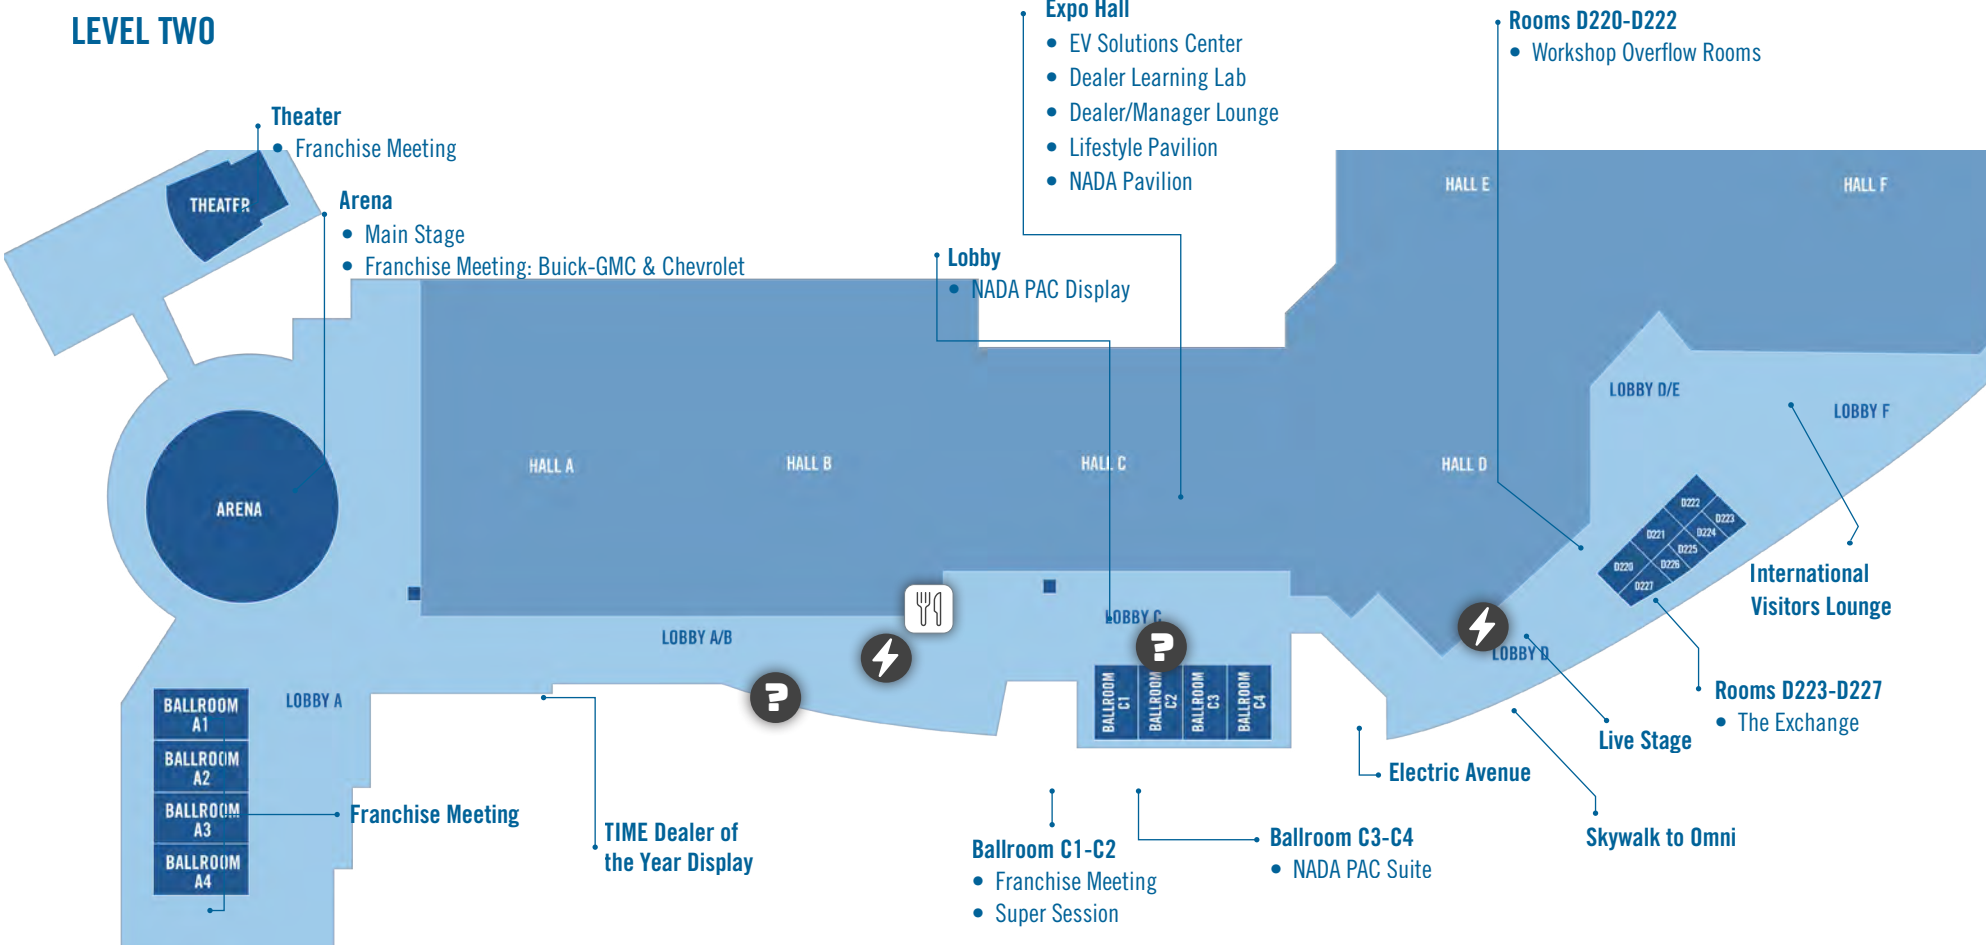 LEVEL TWO
Expo Hall
• EV Solutions Center
• Dealer Learning Lab
• Dealer/Manager Lounge
• Lifestyle Pavilion
• NADA Pavilion
Rooms D220-D222
• Workshop Overflow Rooms
Theater
• Franchise Meeting
THEATER
Arena
• Main Stage
• Franchise Meeting: Buick-GMC & Chevrolet
Lobby
• NADA PAC Display
HALL E
HALL F
LOBBY D/E
LOBBY F
HALL A
HALL B
HALL C
HALL D
ARENA
D222
D223
D221
D224
D225
D220
D226
D227
International
Visitors Lounge
LOBBY A/B
LOBBY C
LOBBY D
?
?
LOBBY A
BALLROOM
A1
BALLROOM
A2
BALLROOM
A3
BALLROOM
A4
BALLROOM
C1
BALLROOM
C2
BALLROOM
C3
BALLROOM
C4
Rooms D223-D227
• The Exchange
Live Stage
Electric Avenue
Franchise Meeting
TIME Dealer of
the Year Display
Ballroom C1-C2
• Franchise Meeting
• Super Session
Ballroom C3-C4
• NADA PAC Suite
Skywalk to Omni